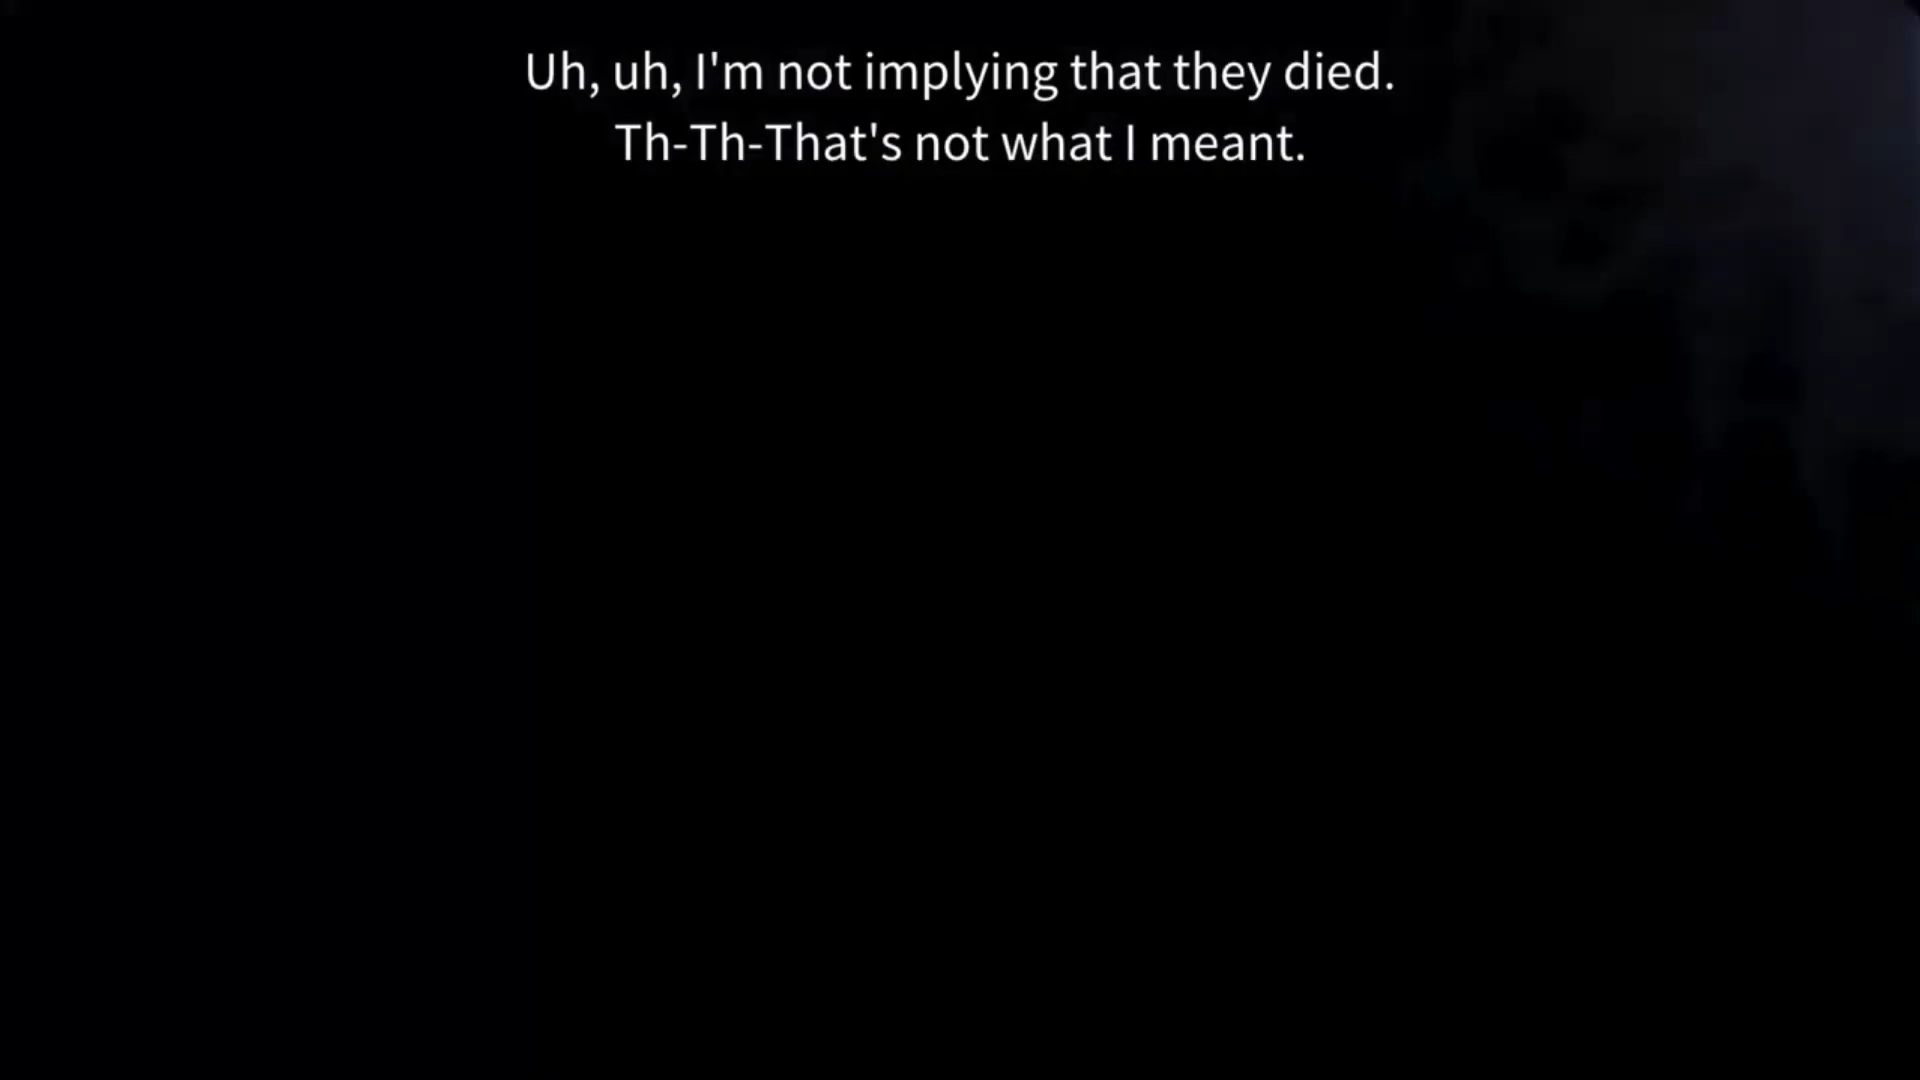 Uh, uh, I'm not implying that they died.
Th-Th-That's not what I meant.